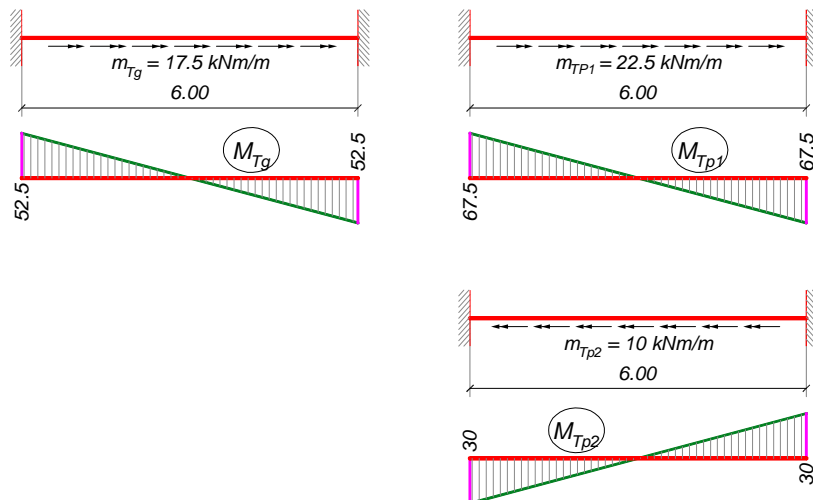 m_Tg = 17.5 kNm/m
6.00
M_Tg
52.5
52.5
m_TP1 = 22.5 kNm/m
6.00
M_Tp1
67.5
67.5
m_Tp2 = 10 kNm/m
6.00
M_Tp2
30
30